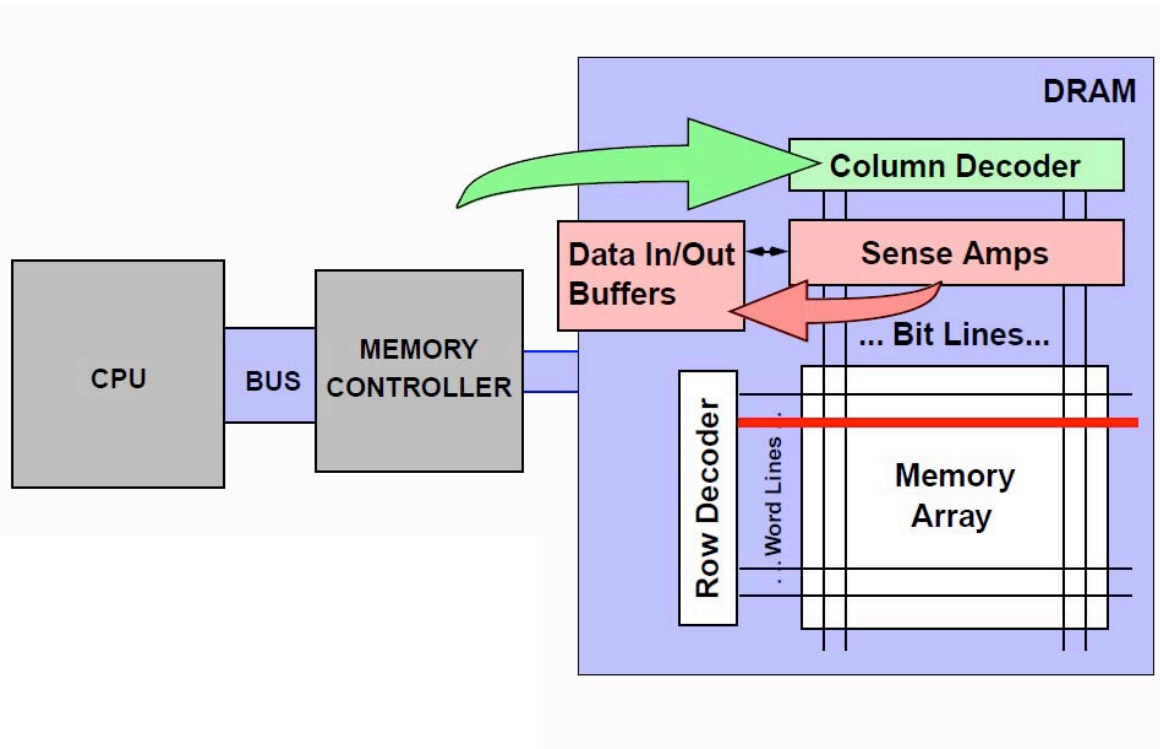 DRAM
Column Decoder
Data In/Out
Buffers
Sense Amps
... Bit Lines...
CPU
BUS
MEMORY
CONTROLLER
Row Decoder
... Word Lines ...
Memory
Array